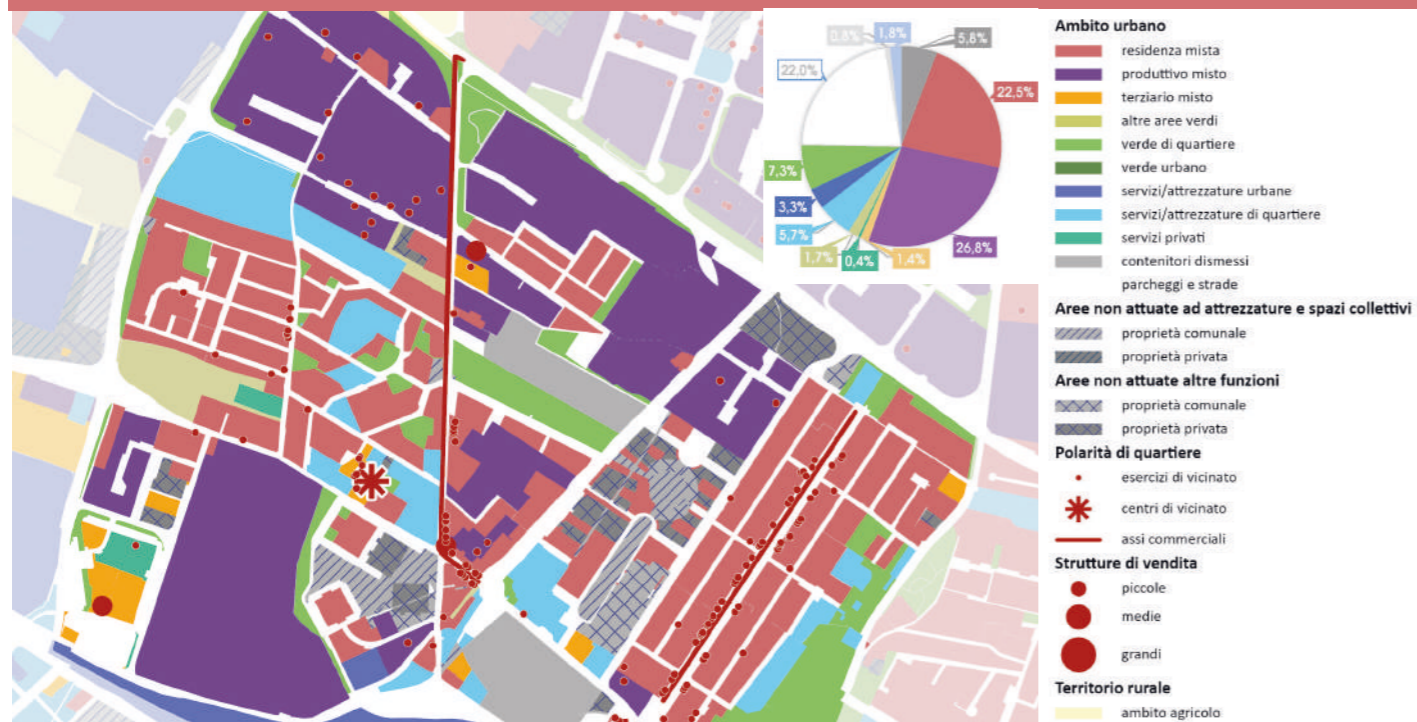 0,8%
1,8%
5,8%
22,0%
22,5%
7,3%
3,3%
5,7%
1,7%
0,4%
1,4%
26,8%
Ambito urbano
residenza mista
produttivo misto
terziario misto
altre aree verdi
verde di quartiere
verde urbano
servizi/attrezzature urbane
servizi/attrezzature di quartiere
servizi privati
contenitori dismessi
parcheggi e strade
Aree non attuate ad attrezzature e spazi collettivi
proprietà comunale
proprietà privata
Aree non attuate altre funzioni
proprietà comunale
proprietà privata
Polarità di quartiere
esercizi di vicinato
centri di vicinato
assi commerciali
Strutture di vendita
piccole
medie
grandi
Territorio rurale
ambito agricolo